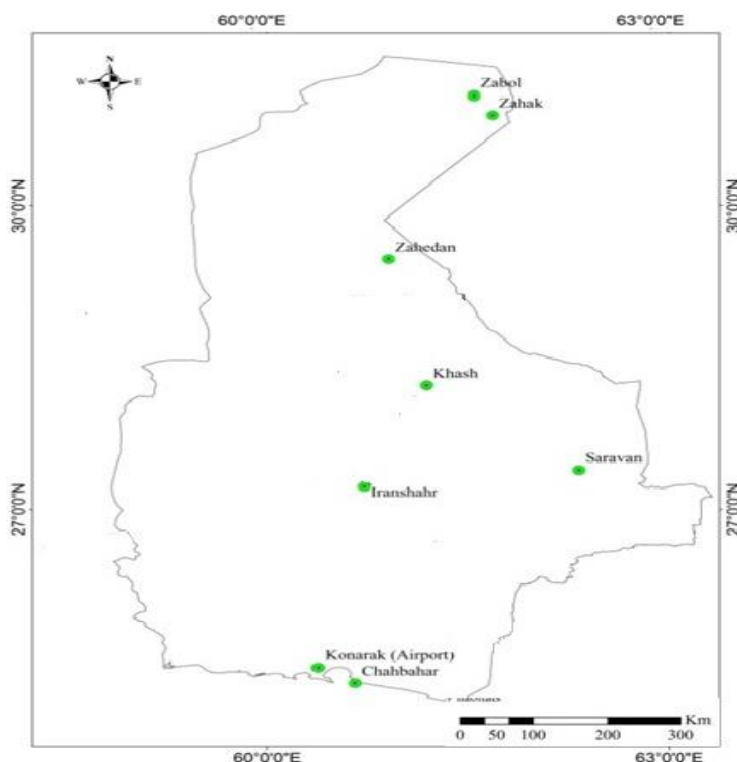 60°0'0"E 63°0'0"E
N
W E
S
Zabol
Zahak
30°0'0"N 30°0'0"N
Zahedan
Khash
Saravan
Iranshahr
27°0'0"N 27°0'0"N
Konarak (Airport)
Chahbahar
Km
0 50 100 200 300
60°0'0"E 63°0'0"E